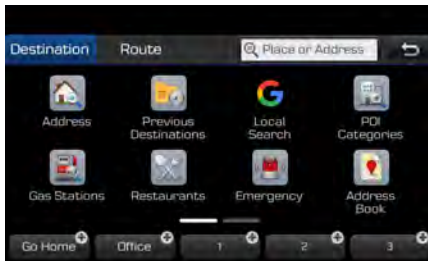 Destination Route Place or Address
Address Previous Destinations Local Search POI Categories
Gas Stations Restaurants Emergency Address Book
Go Home Office 1 2 3